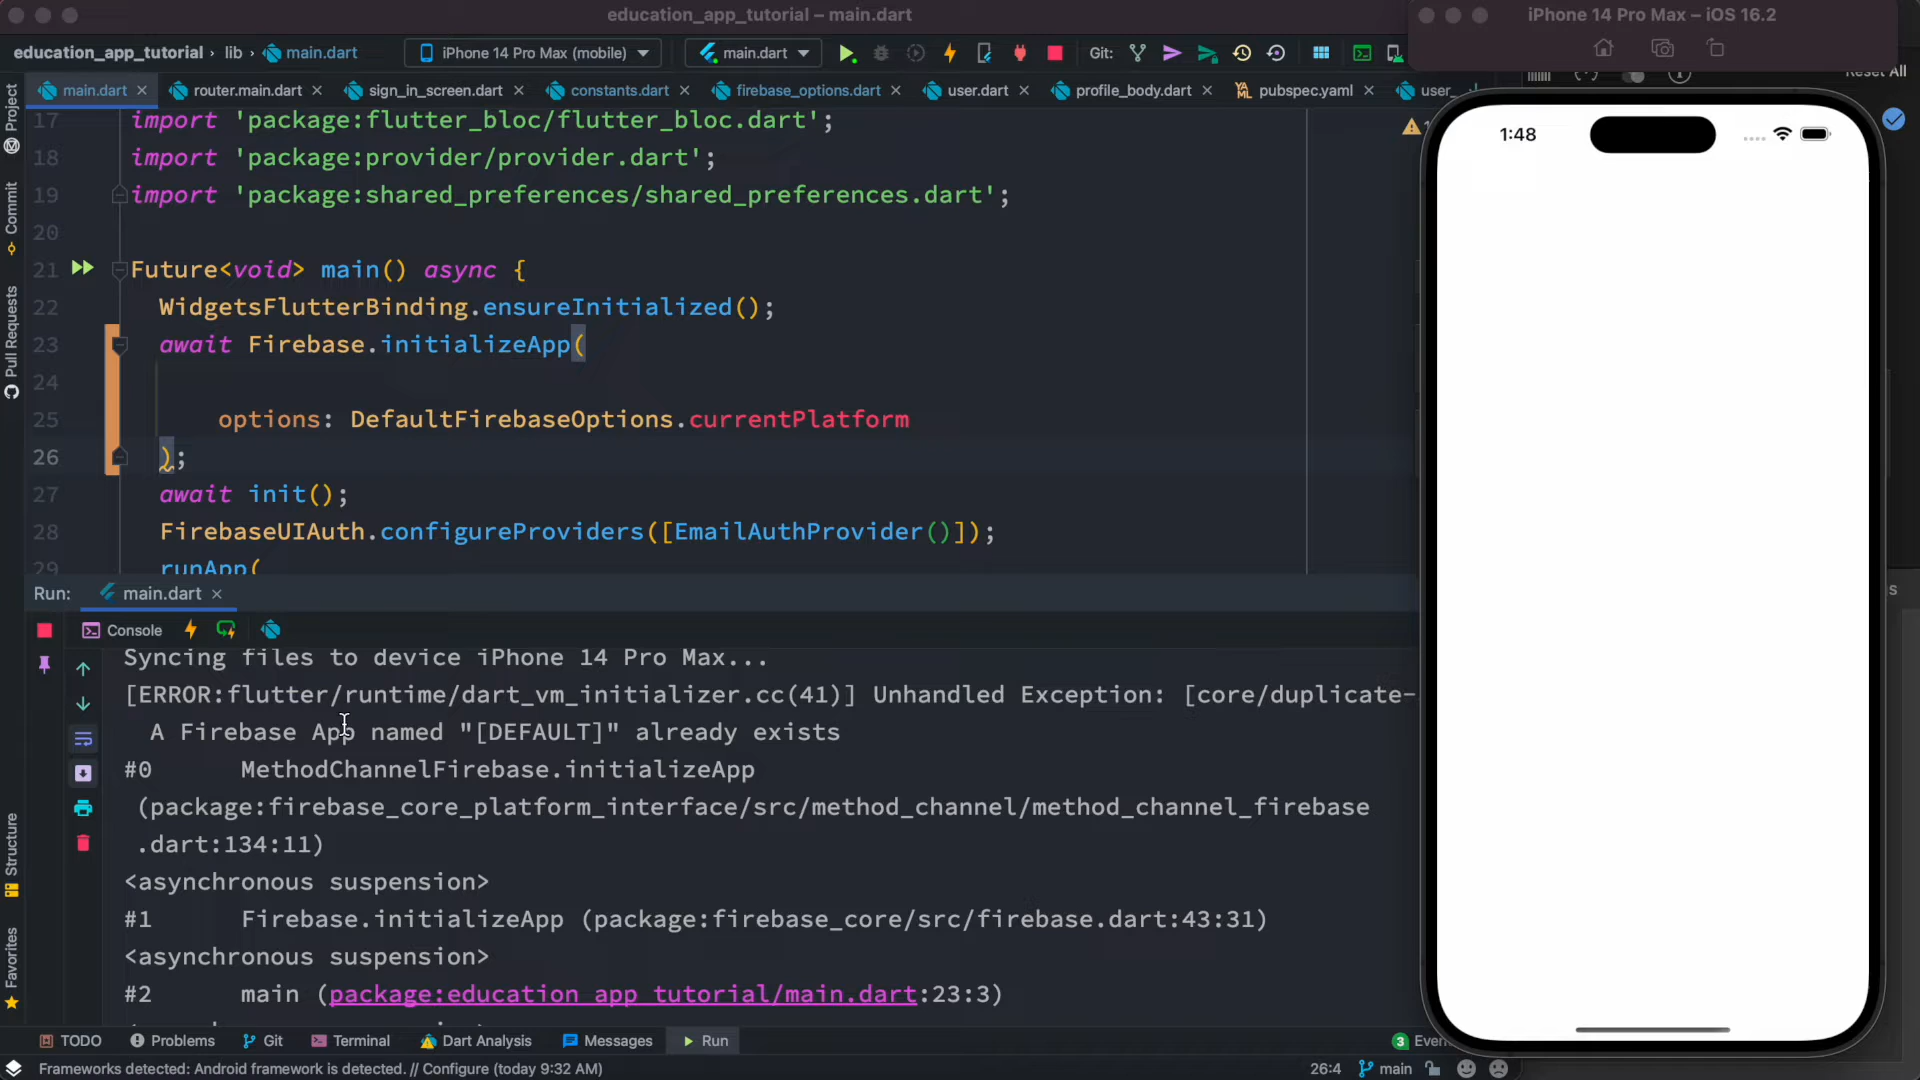 education_app_tutorial – main.dart
iPhone 14 Pro Max – iOS 16.2
education_app_tutorial › lib › main.dart
iPhone 14 Pro Max (mobile)
main.dart
Git:
Reset All
main.dart
router.main.dart
sign_in_screen.dart
constants.dart
firebase_options.dart
user.dart
profile_body.dart
pubspec.yaml
user_
Project
Commit
Pull Requests
Structure
Favorites
17 import 'package:flutter_bloc/flutter_bloc.dart';
18 import 'package:provider/provider.dart';
19 import 'package:shared_preferences/shared_preferences.dart';
20
21 Future<void> main() async {
22 WidgetsFlutterBinding.ensureInitialized();
23 await Firebase.initializeApp(
24
25 options: DefaultFirebaseOptions.currentPlatform
26 );
27 await init();
28 FirebaseUIAuth.configureProviders([EmailAuthProvider()]);
29 runApp(
1:48
Run: main.dart
Console
Syncing files to device iPhone 14 Pro Max...
[ERROR:flutter/runtime/dart_vm_initializer.cc(41)] Unhandled Exception: [core/duplicate-
A Firebase App named "[DEFAULT]" already exists
#0 MethodChannelFirebase.initializeApp
(package:firebase_core_platform_interface/src/method_channel/method_channel_firebase
.dart:134:11)
<asynchronous suspension>
#1 Firebase.initializeApp (package:firebase_core/src/firebase.dart:43:31)
<asynchronous suspension>
#2 main (package:education_app_tutorial/main.dart:23:3)
TODO
Problems
Git
Terminal
Dart Analysis
Messages
Run
3 Even
Frameworks detected: Android framework is detected. // Configure (today 9:32 AM)
26:4
main